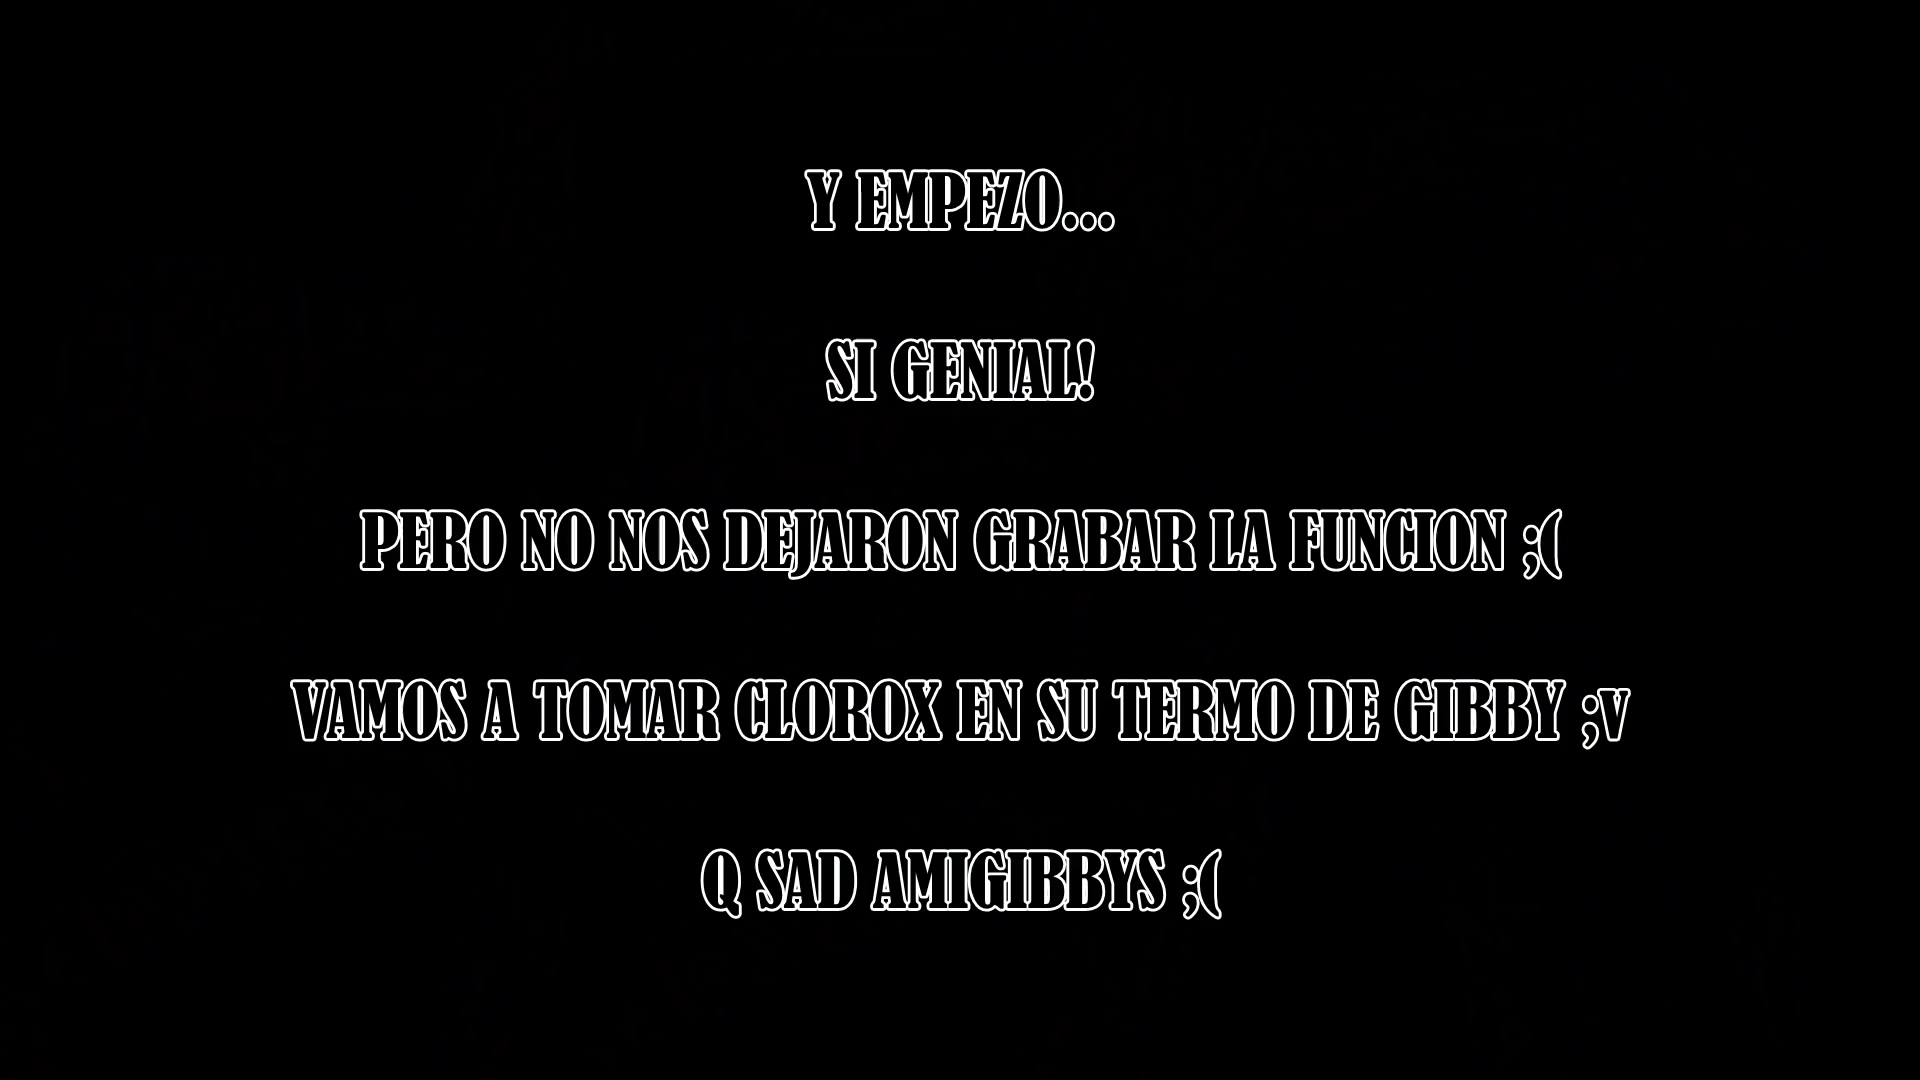 Y EMPEZO...
SI GENIAL!
PERO NO NOS DEJARON GRABAR LA FUNCION ;(
VAMOS A TOMAR CLOROX EN SU TERMO DE GIBBY ;v
Q SAD AMIGIBBYS ;(